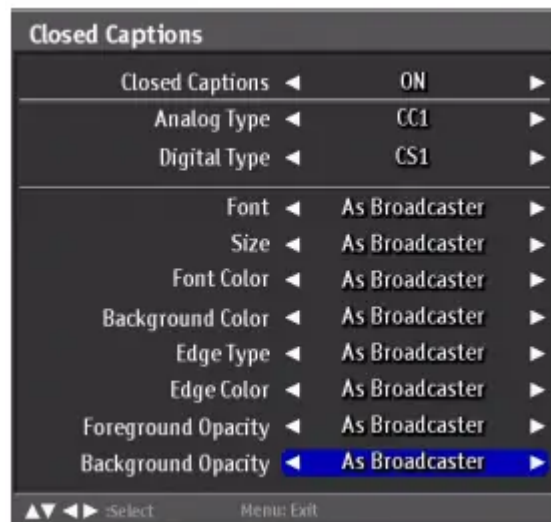 Closed Captions
Closed Captions ◀ ON ▶
Analog Type ◀ CC1 ▶
Digital Type ◀ CS1 ▶
Font ◀ As Broadcaster ▶
Size ◀ As Broadcaster ▶
Font Color ◀ As Broadcaster ▶
Background Color ◀ As Broadcaster ▶
Edge Type ◀ As Broadcaster ▶
Edge Color ◀ As Broadcaster ▶
Foreground Opacity ◀ As Broadcaster ▶
Background Opacity ◀ As Broadcaster ▶
▲▼ ◀ ▶ :Select Menu: Exit